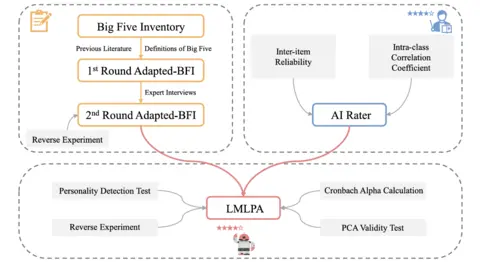 Big Five Inventory
Previous Literature
Definitions of Big Five
1st Round Adapted-BFI
Expert Interviews
2nd Round Adapted-BFI
Reverse Experiment
Inter-item
Reliability
Intra-class
Correlation
Coefficient
AI Rater
Personality Detection Test
Reverse Experiment
LMLPA
Cronbach Alpha Calculation
PCA Validity Test